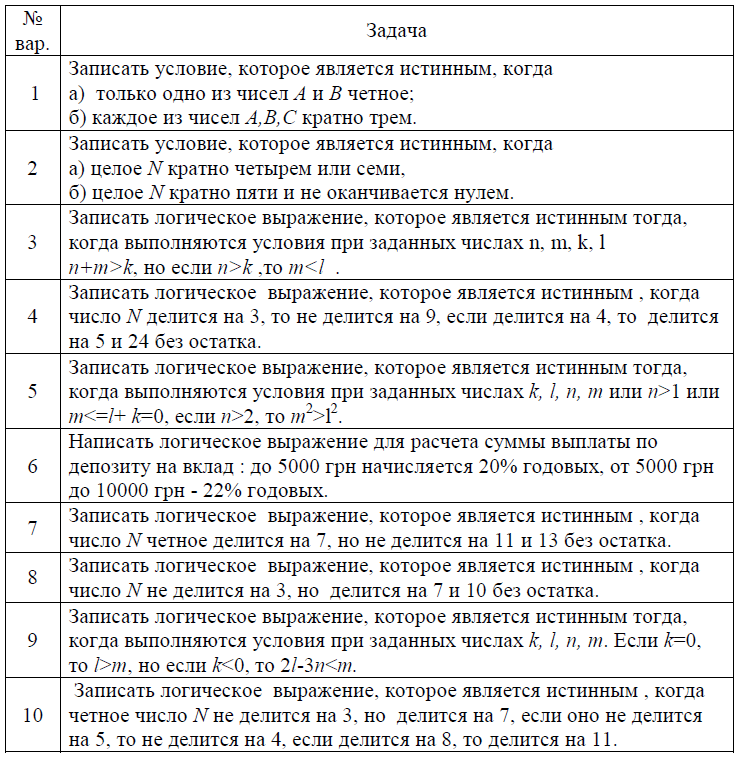 №
вар.
Задача
1
Записать условие, которое является истинным, когда
а) только одно из чисел А и В четное;
б) каждое из чисел А,В,С кратно трем.
2
Записать условие, которое является истинным, когда
а) целое N кратно четырем или семи,
б) целое N кратно пяти и не оканчивается нулем.
3
Записать логическое выражение, которое является истинным тогда,
когда выполняются условия при заданных числах n, m, k, l
n+m>k, но если n>k ,то m<l .
4
Записать логическое выражение, которое является истинным , когда
число N делится на 3, то не делится на 9, если делится на 4, то делится
на 5 и 24 без остатка.
5
Записать логическое выражение, которое является истинным тогда,
когда выполняются условия при заданных числах k, l, n, m или n>1 или
m<=l+ k=0, если n>2, то m²>l².
6
Написать логическое выражение для расчета суммы выплаты по
депозиту на вклад : до 5000 грн начисляется 20% годовых, от 5000 грн
до 10000 грн - 22% годовых.
7
Записать логическое выражение, которое является истинным , когда
число N четное делится на 7, но не делится на 11 и 13 без остатка.
8
Записать логическое выражение, которое является истинным , когда
число N не делится на 3, но делится на 7 и 10 без остатка.
9
Записать логическое выражение, которое является истинным тогда,
когда выполняются условия при заданных числах k, l, n, m. Если k=0,
то l>m, но если k<0, то 2l-3n<m.
10
Записать логическое выражение, которое является истинным , когда
четное число N не делится на 3, но делится на 7, если оно не делится
на 5, то не делится на 4, если делится на 8, то делится на 11.